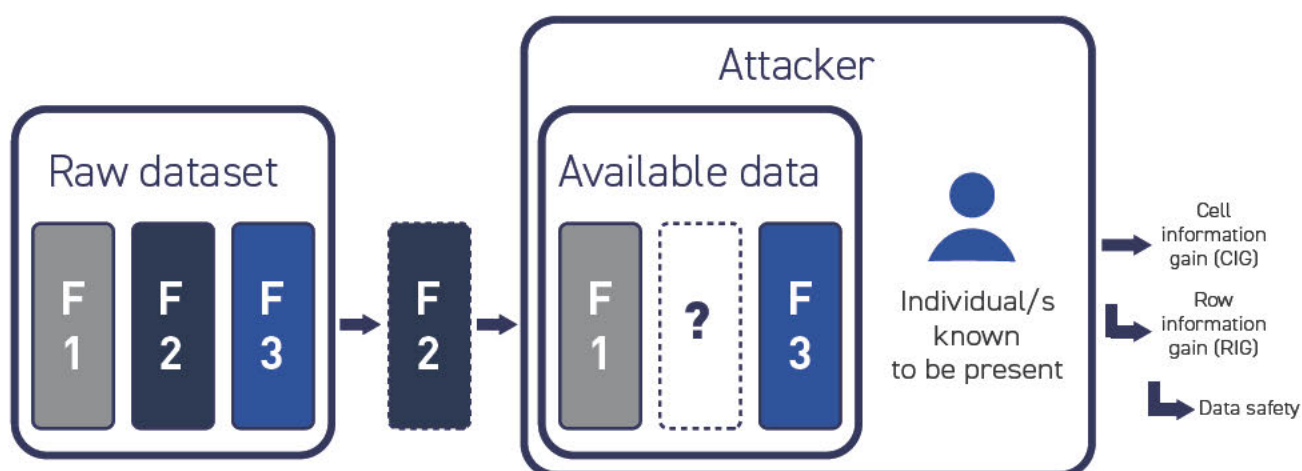 Attacker
Raw dataset
F
1
F
2
F
3
F
2
Available data
F
1
?
F
3
Individual/s
known
to be present
Cell
information
gain (CIG)
Row
information
gain (RIG)
Data safety